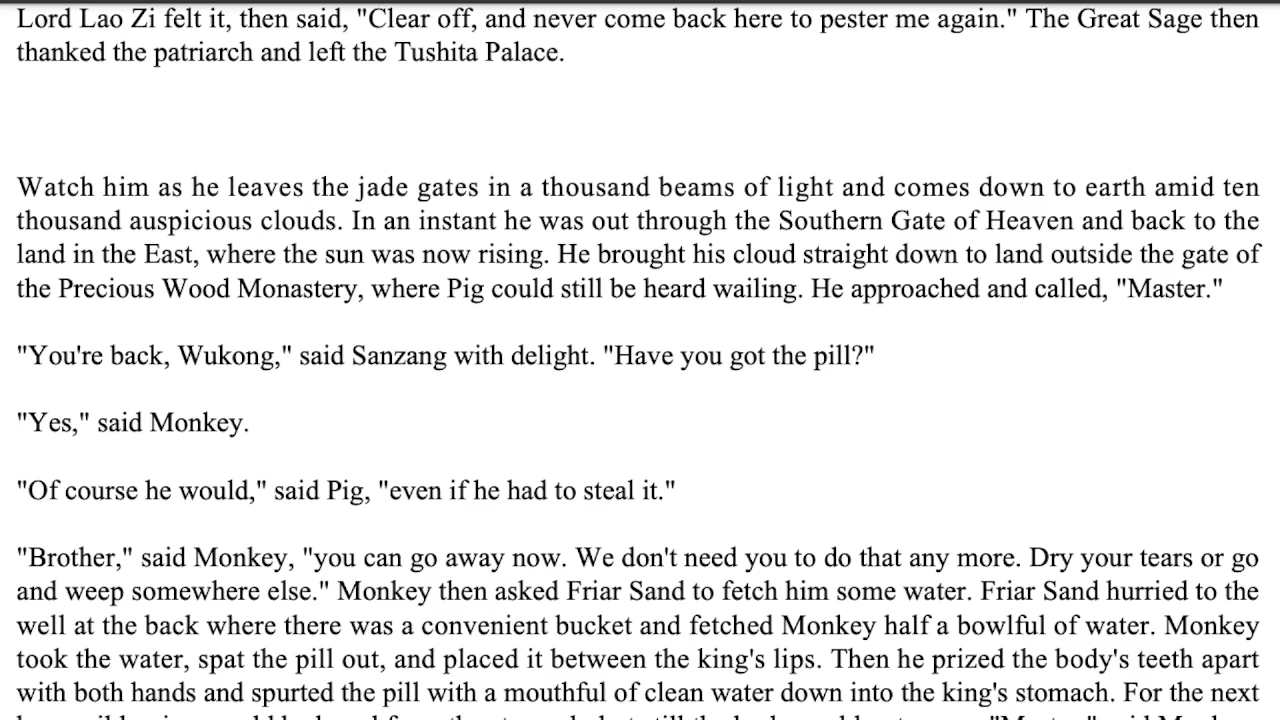 Lord Lao Zi felt it, then said, "Clear off, and never come back here to pester me again." The Great Sage then
thanked the patriarch and left the Tushita Palace.
Watch him as he leaves the jade gates in a thousand beams of light and comes down to earth amid ten
thousand auspicious clouds. In an instant he was out through the Southern Gate of Heaven and back to the
land in the East, where the sun was now rising. He brought his cloud straight down to land outside the gate of
the Precious Wood Monastery, where Pig could still be heard wailing. He approached and called, "Master."
"You're back, Wukong," said Sanzang with delight. "Have you got the pill?"
"Yes," said Monkey.
"Of course he would," said Pig, "even if he had to steal it."
"Brother," said Monkey, "you can go away now. We don't need you to do that any more. Dry your tears or go
and weep somewhere else." Monkey then asked Friar Sand to fetch him some water. Friar Sand hurried to the
well at the back where there was a convenient bucket and fetched Monkey half a bowlful of water. Monkey
took the water, spat the pill out, and placed it between the king's lips. Then he prized the body's teeth apart
with both hands and spurted the pill with a mouthful of clean water down into the king's stomach. For the next